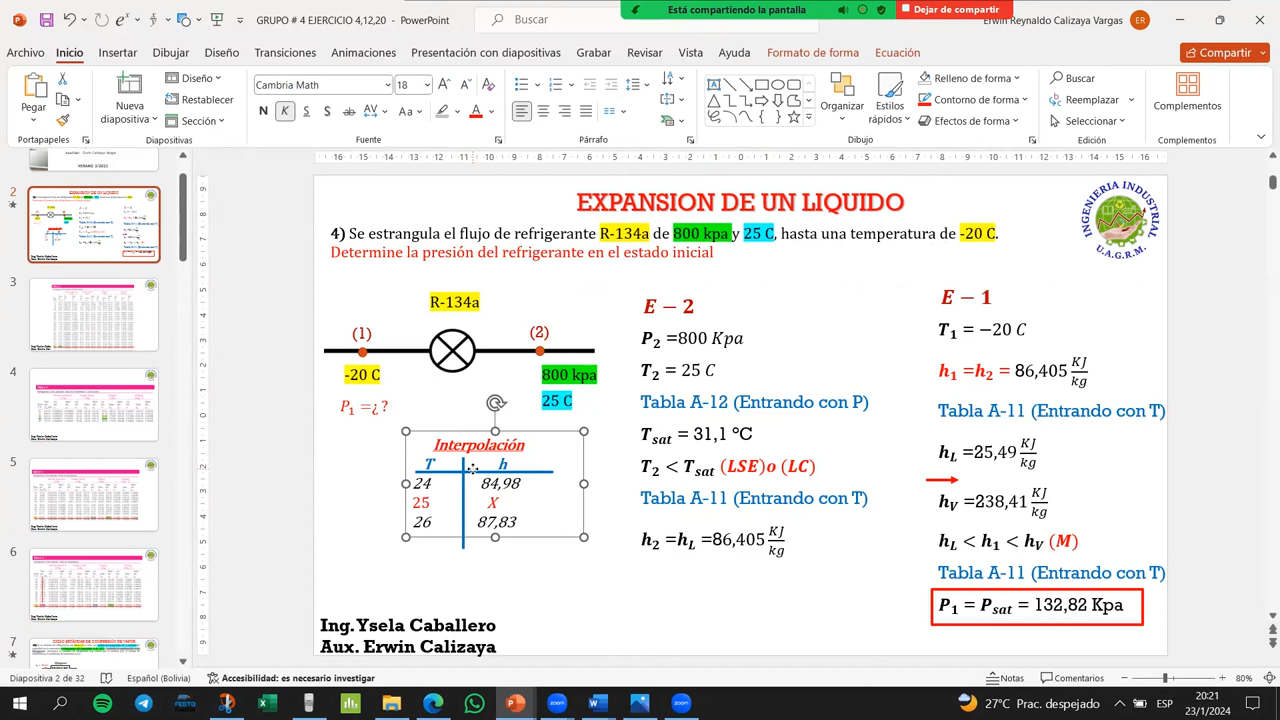 GRUPO # 4 EJERCICIO 4,12,20 - PowerPoint
Buscar
Está compartiendo la pantalla
Dejar de compartir
Erwin Reynaldo Calizaya Vargas
ER
Archivo Inicio Insertar Dibujar Diseño Transiciones Animaciones Presentación con diapositivas Grabar Revisar Vista Ayuda Formato de forma Ecuación
Compartir
Pegar
Nueva diapositiva
Diseño
Restablecer
Sección
Cambria Math 18
N K S S ab AV Aa A
Organizar
Estilos rápidos
Relleno de forma
Contorno de forma
Efectos de forma
Buscar
Reemplazar
Seleccionar
Complementos
Portapapeles Diapositivas Fuente Párrafo Dibujo Edición Complementos
EXPANSION DE UN LIQUIDO
4) Se estrangula el flujo de refrigerante R-134a de 800 kpa y 25 C, hasta una temperatura de -20 C.
Determine la presión del refrigerante en el estado inicial
INGENIERIA INDUSTRIAL
U.A.G.R.M.
R-134a
(1) (2)
-20 C 800 kpa
P₁ =¿ ? 25 C
Interpolación
T h
24 84,98
25 X
26 87,83
E − 2
P₂ =800 Kpa
T₂ = 25 C
Tabla A-12 (Entrando con P)
Tsat = 31,1 °C
T₂ < Tsat (LSE)o (LC)
Tabla A-11 (Entrando con T)
h₂ =hL =86,405 KJ/kg
E − 1
T₁ = −20 C
h₁ =h₂ = 86,405 KJ/kg
Tabla A-11 (Entrando con T)
hL =25,49 KJ/kg
hV =238,41 KJ/kg
hL < h₁ < hV (M)
Tabla A-11 (Entrando con T)
P₁ = Psat = 132,82 Kpa
Ing. Ysela Caballero
Aux. Erwin Calizaya
2
3
4
5
6
7
Diapositiva 2 de 32 Español (Bolivia) Accesibilidad: es necesario investigar Notas Comentarios 80%
27°C Prac. despejado ESP 20:21
23/1/2024